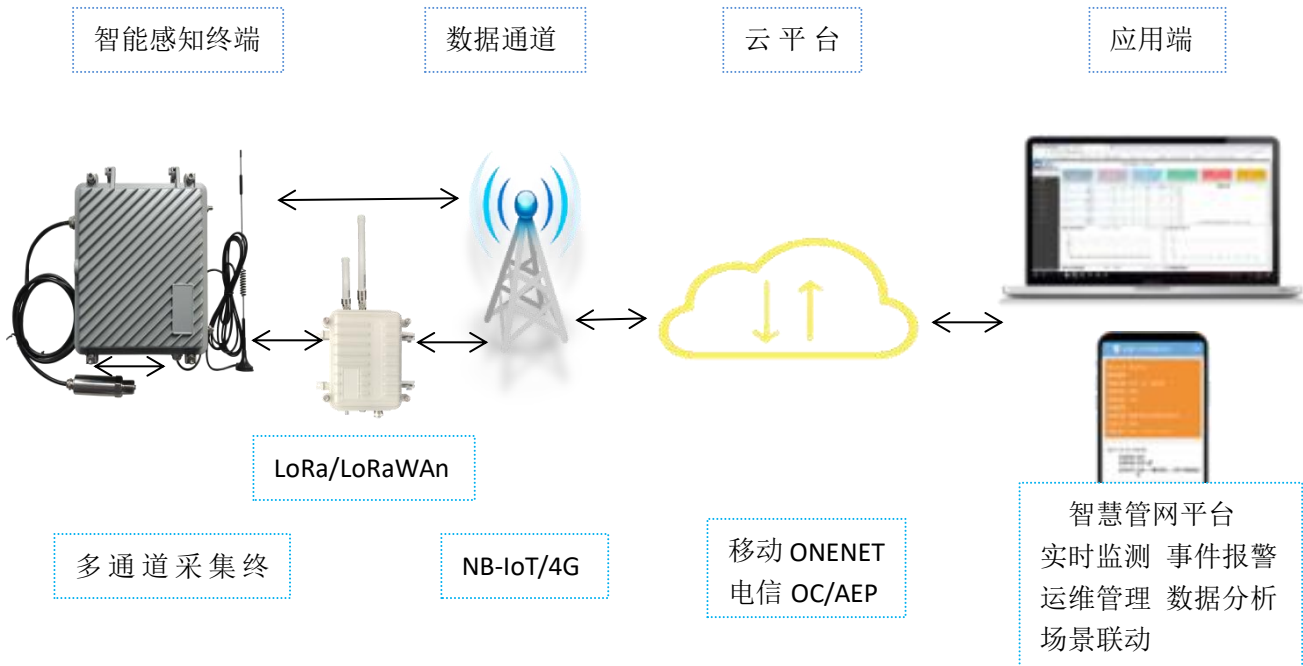 智能感知终端
数据通道
云平台
应用端
LoRa/LoRaWAn
多通道采集终
NB-IoT/4G
移动 ONENET
电信 OC/AEP
智慧管网平台
实时监测 事件报警
运维管理 数据分析
场景联动